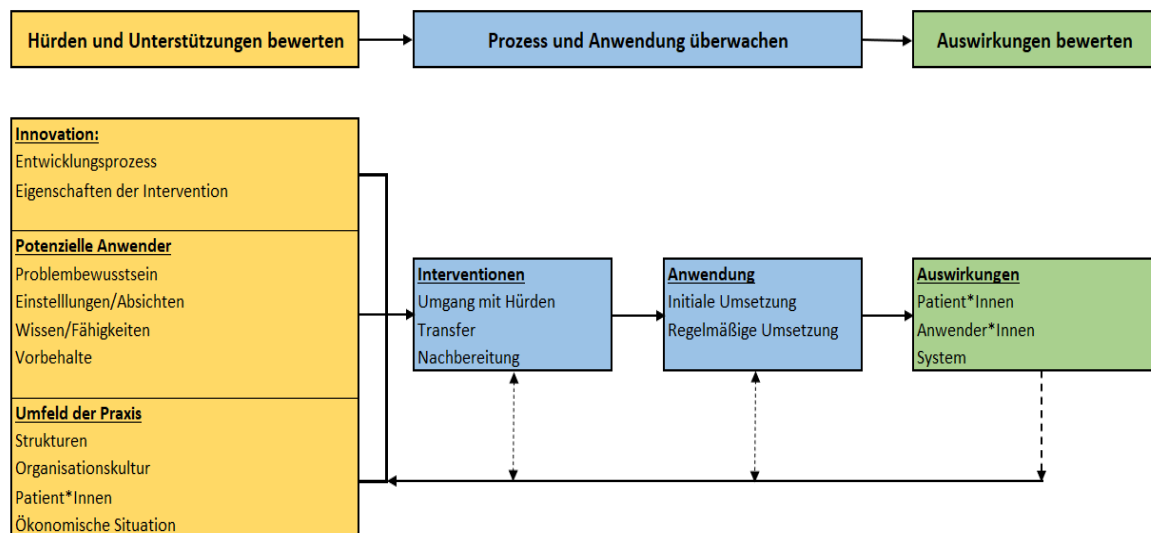 Hürden und Unterstützungen bewerten
Prozess und Anwendung überwachen
Auswirkungen bewerten
Innovation:
Entwicklungsprozess
Eigenschaften der Intervention
Potenzielle Anwender
Problembewusstsein
Einstelllungen/Absichten
Wissen/Fähigkeiten
Vorbehalte
Umfeld der Praxis
Strukturen
Organisationskultur
Patient*Innen
Ökonomische Situation
Interventionen
Umgang mit Hürden
Transfer
Nachbereitung
Anwendung
Initiale Umsetzung
Regelmäßige Umsetzung
Auswirkungen
Patient*Innen
Anwender*Innen
System